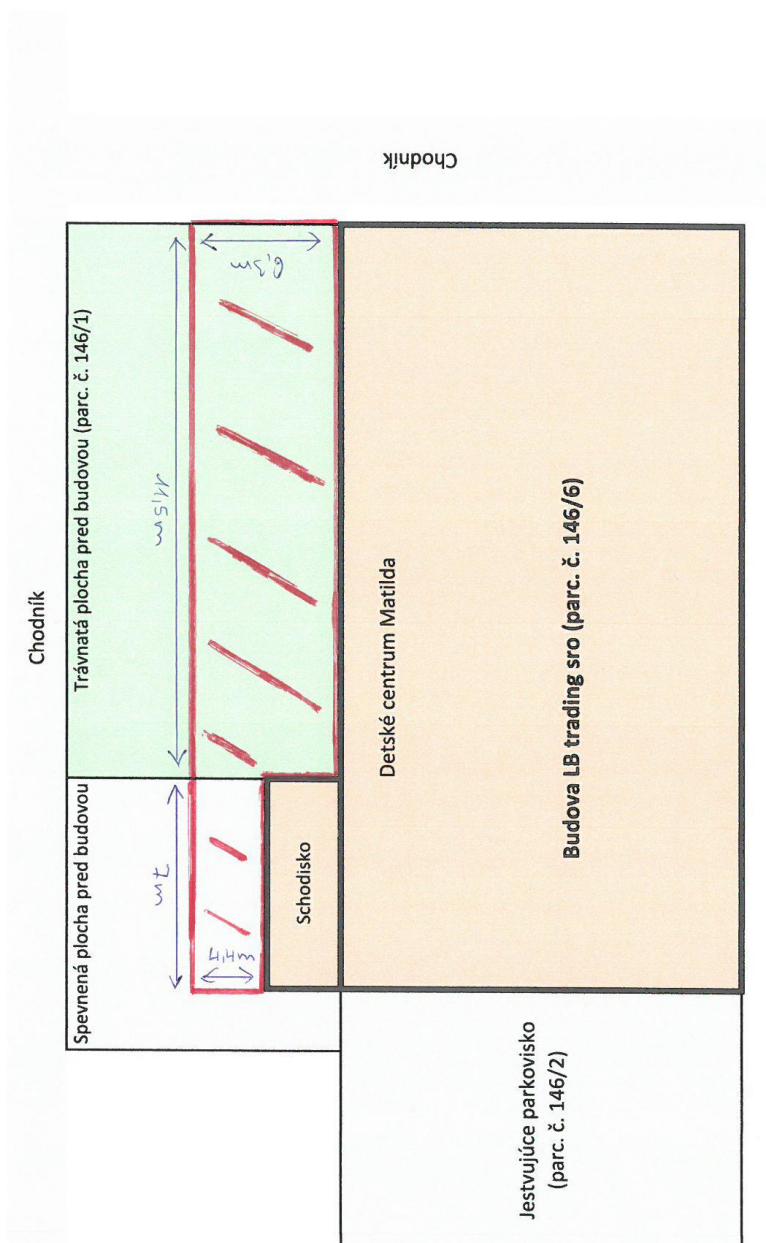 Chodník
Spevnená plocha pred budovou
Trávnatá plocha pred budovou (parc. č. 146/1)
7m
11,5m
4,4m
6,3m
Chodník
Schodisko
Detské centrum Matilda
Jestvujúce parkovisko
(parc. č. 146/2)
Budova LB trading sro (parc. č. 146/6)